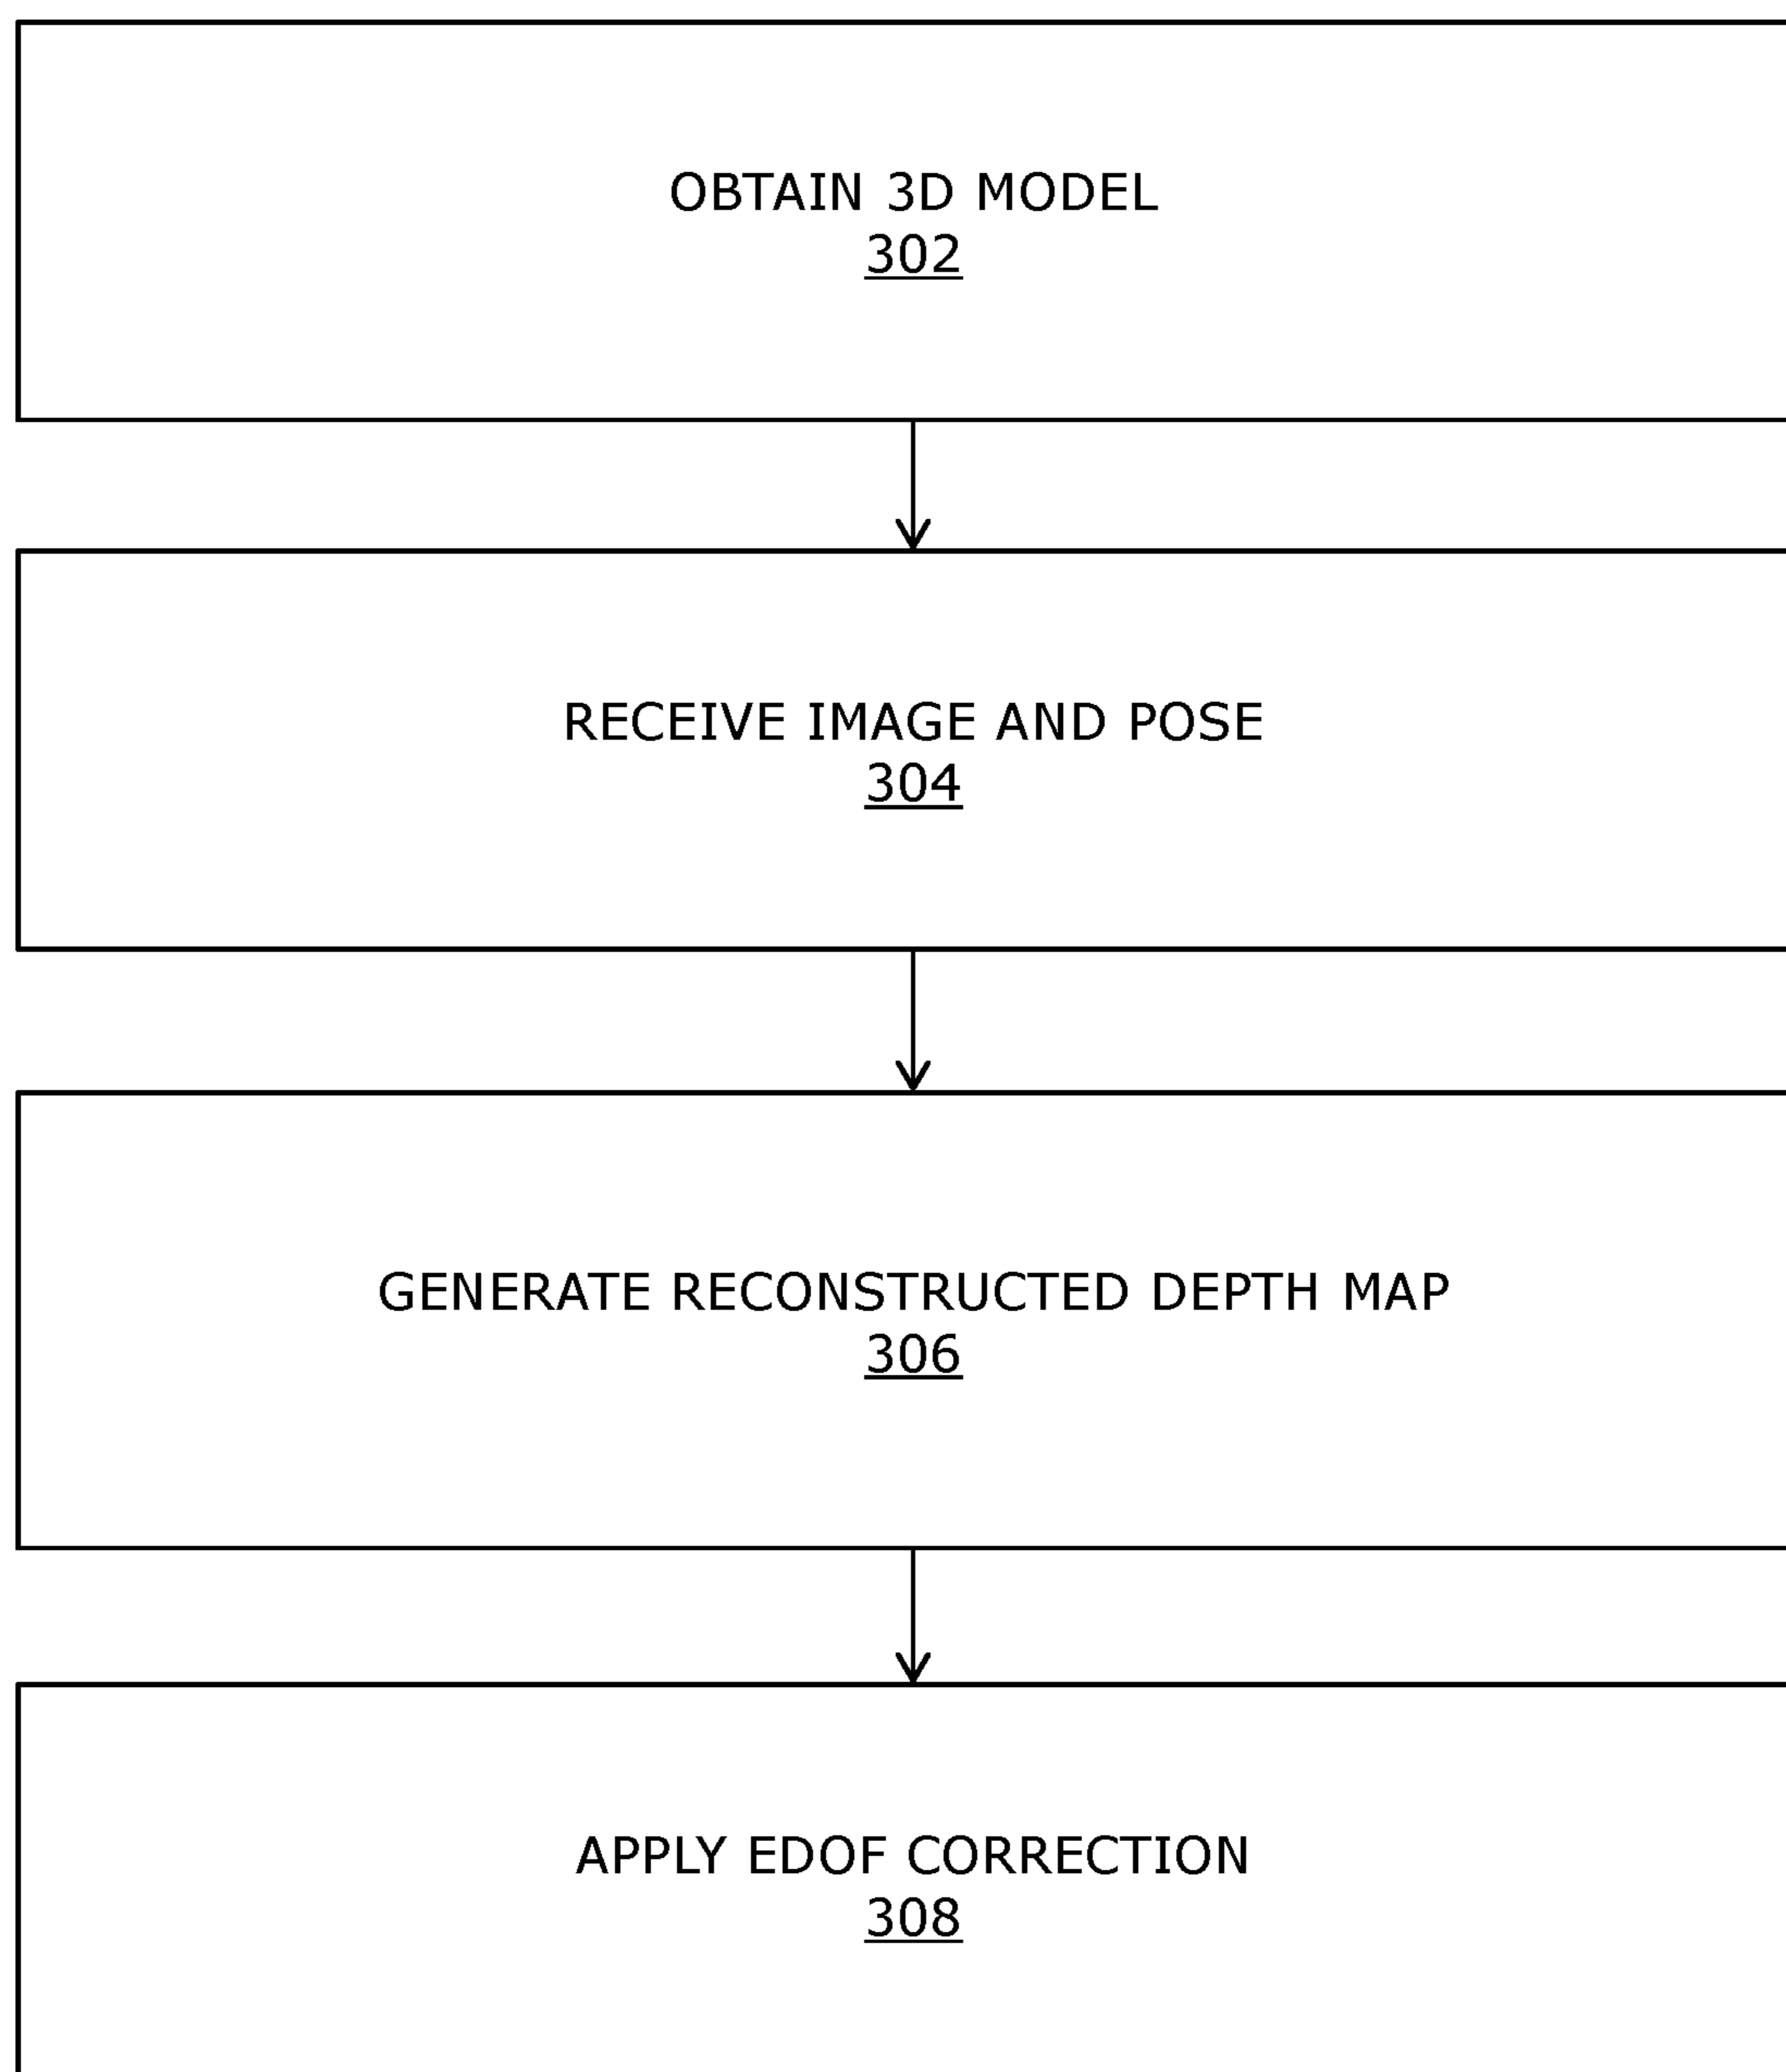 OBTAIN 3D MODEL
302
RECEIVE IMAGE AND POSE
304
GENERATE RECONSTRUCTED DEPTH MAP
306
APPLY EDOF CORRECTION
308